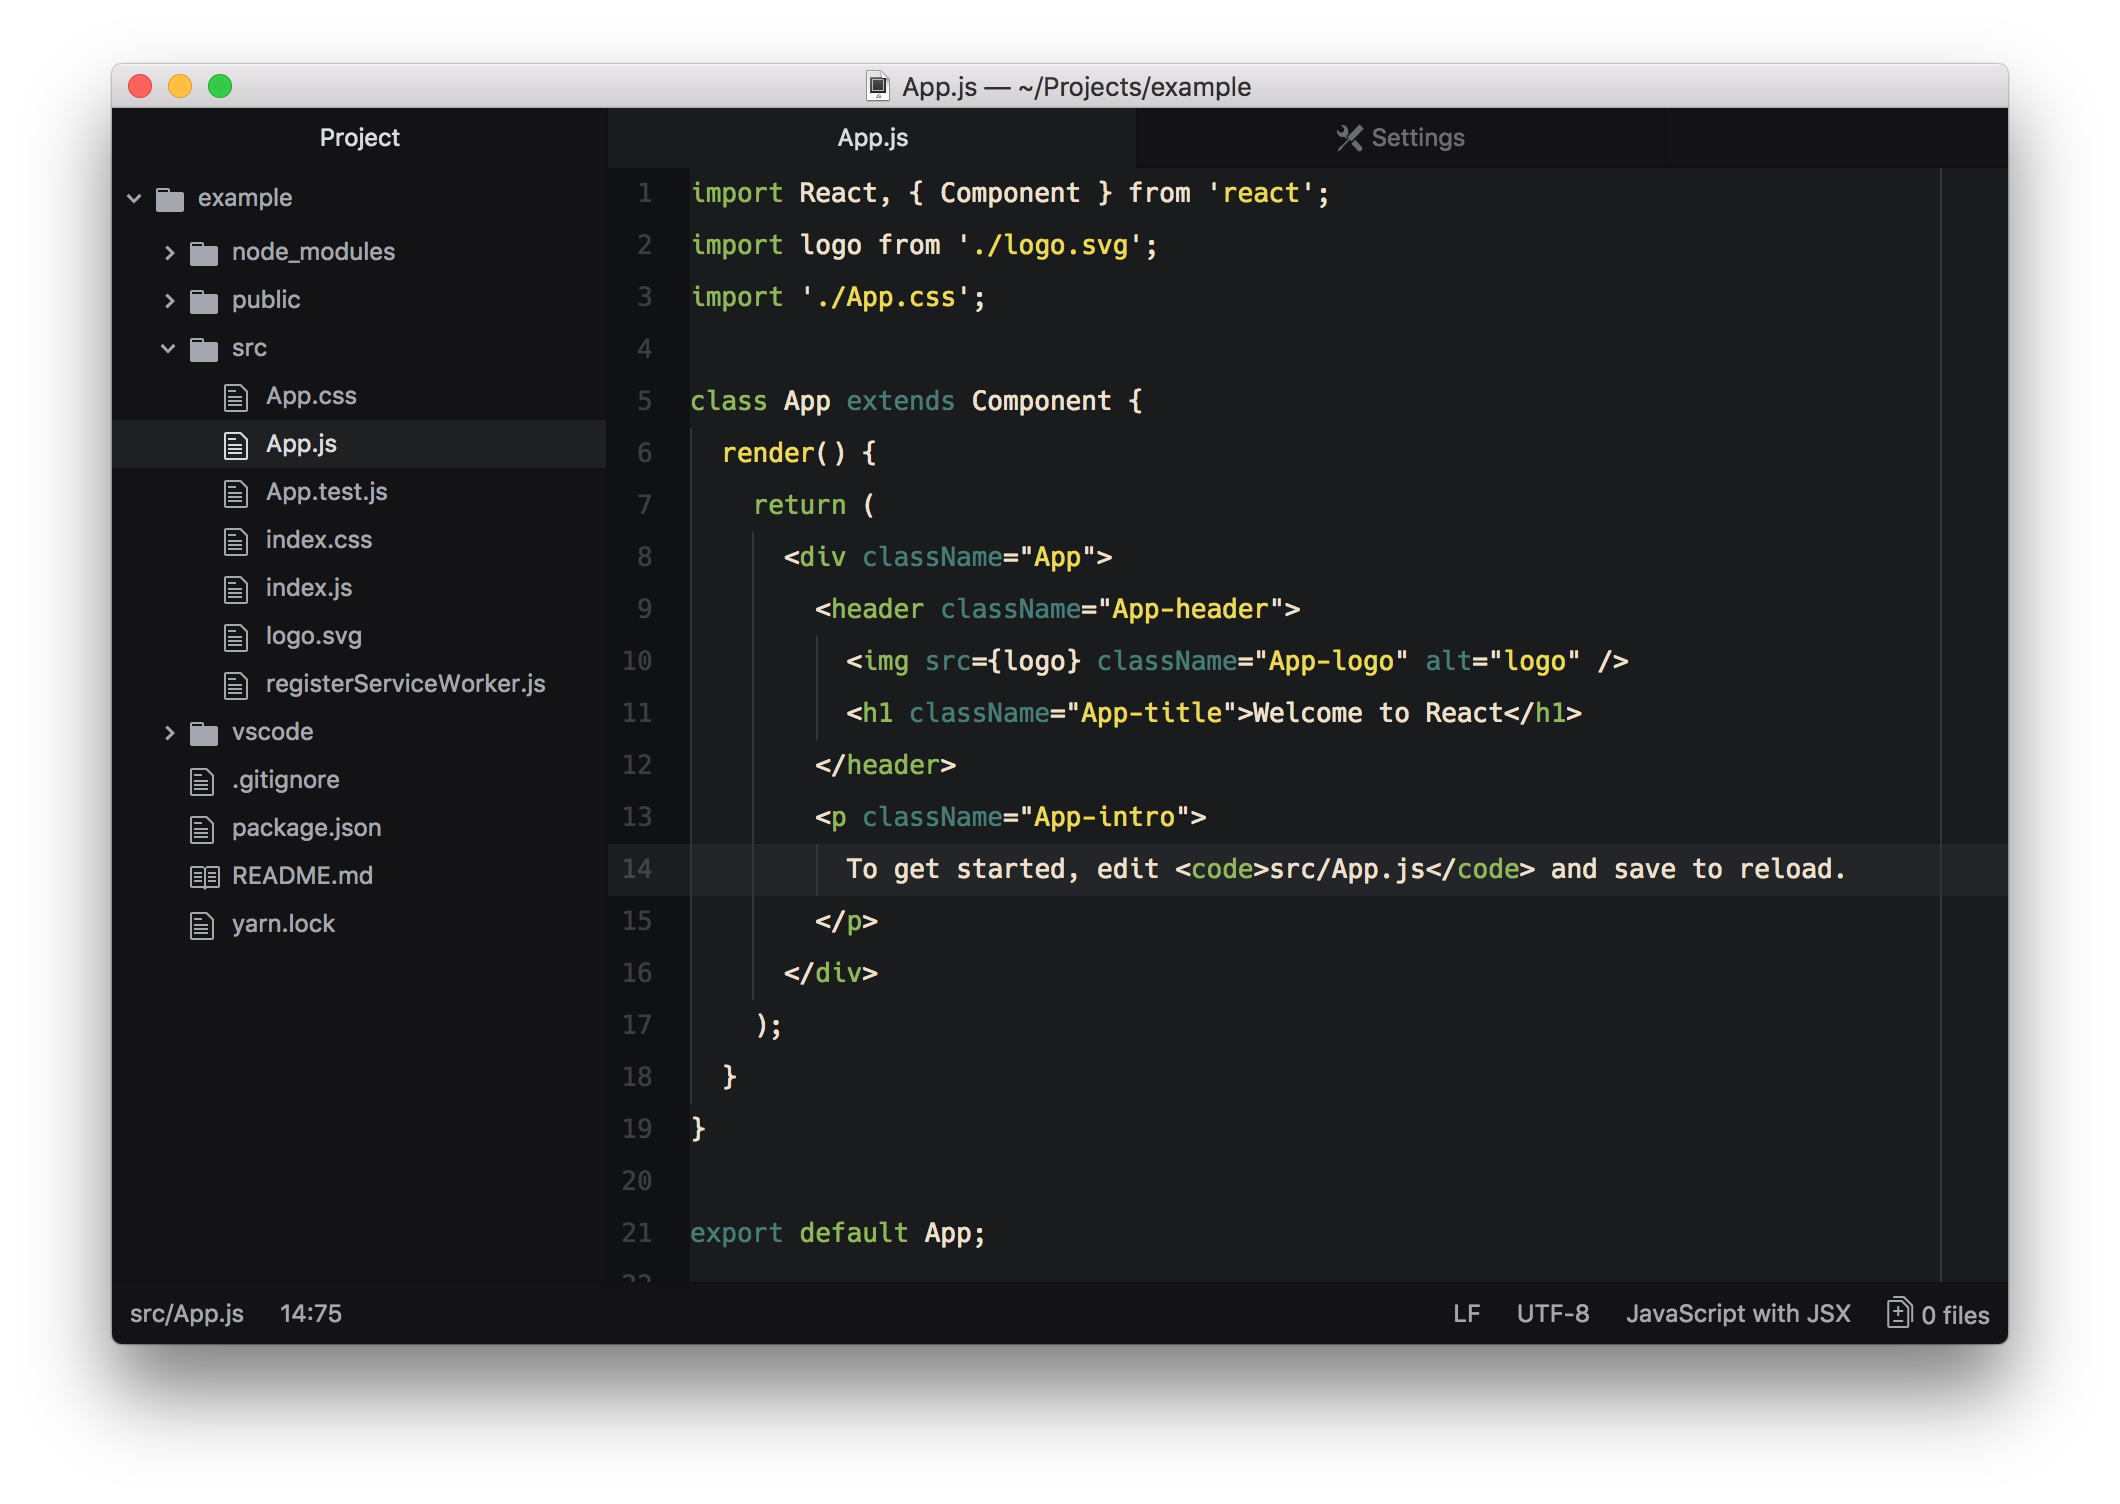 App.js — ~/Projects/example
Project
App.js
Settings
example
node_modules
public
src
App.css
App.js
App.test.js
index.css
index.js
logo.svg
registerServiceWorker.js
vscode
.gitignore
package.json
README.md
yarn.lock
1 import React, { Component } from 'react';
2 import logo from './logo.svg';
3 import './App.css';
4
5 class App extends Component {
6   render() {
7     return (
8       <div className="App">
9         <header className="App-header">
10           <img src={logo} className="App-logo" alt="logo" />
11           <h1 className="App-title">Welcome to React</h1>
12         </header>
13         <p className="App-intro">
14           To get started, edit <code>src/App.js</code> and save to reload.
15         </p>
16       </div>
17     );
18   }
19 }
20
21 export default App;
22
src/App.js 14:75 LF UTF-8 JavaScript with JSX 0 files